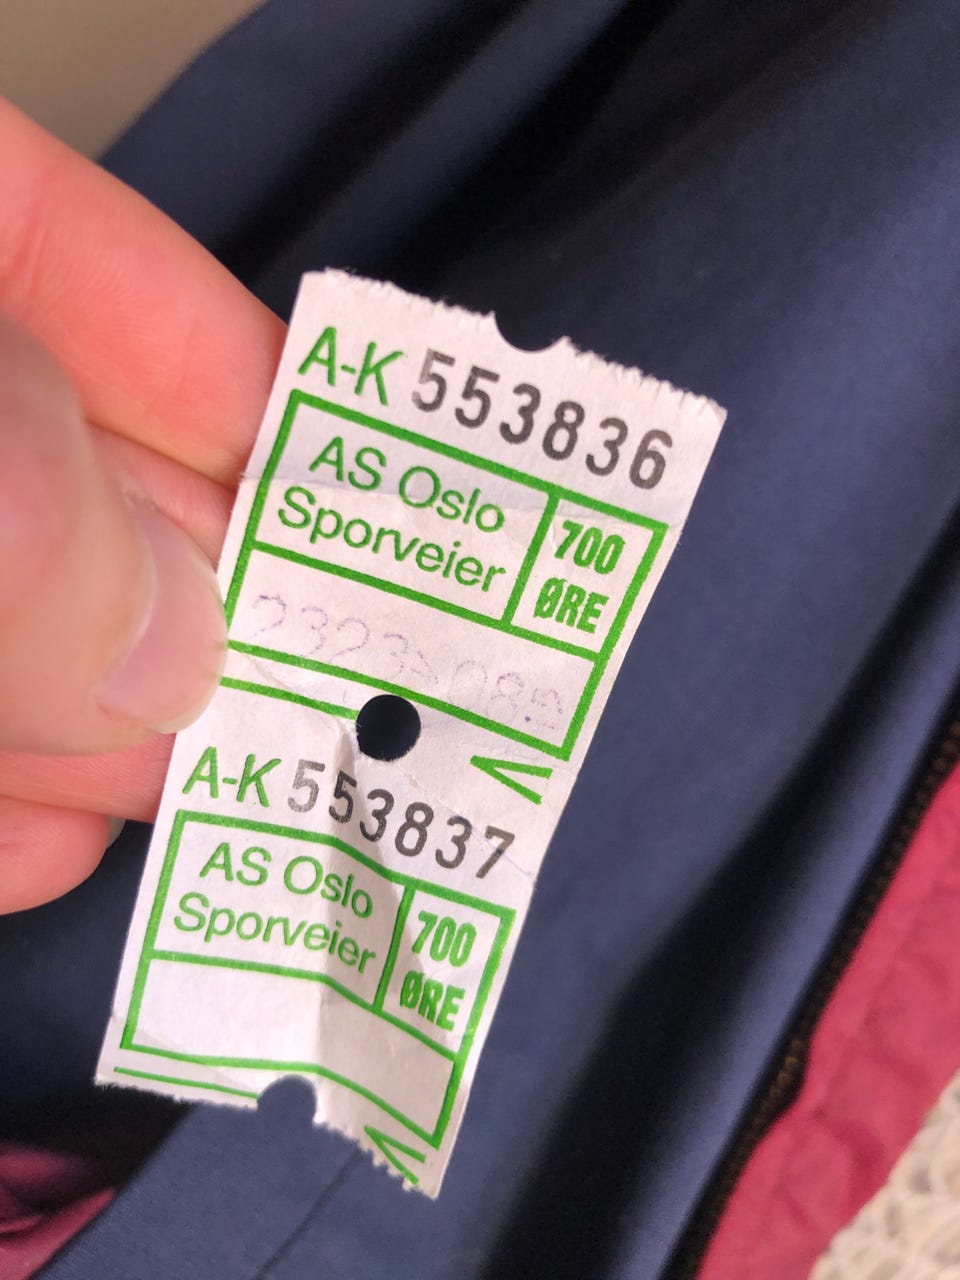 A-K 553836
AS Oslo
Sporveier
700
ØRE
A-K 553837
AS Oslo
Sporveier
700
ØRE